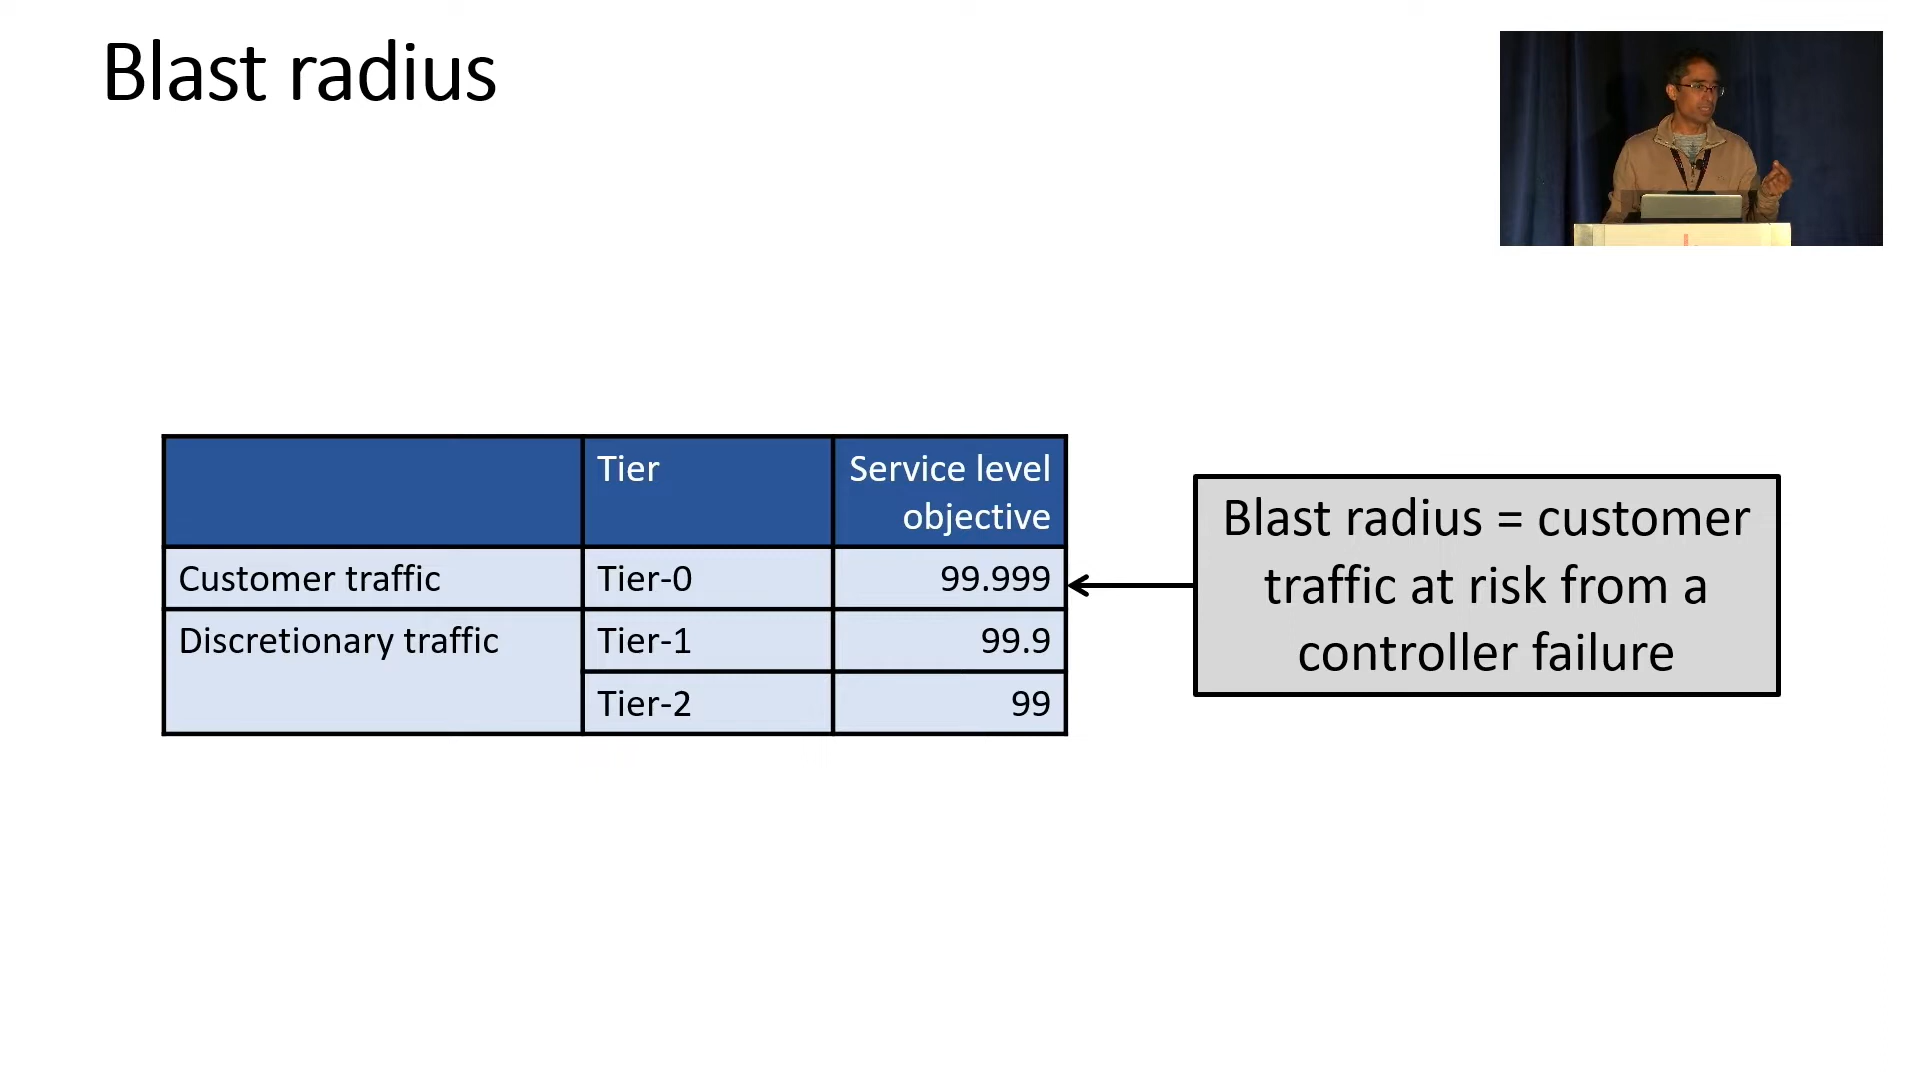 Blast radius
Tier
Service level
objective
Customer traffic
Tier-0
99.999
Discretionary traffic
Tier-1
99.9
Tier-2
99
Blast radius = customer
traffic at risk from a
controller failure